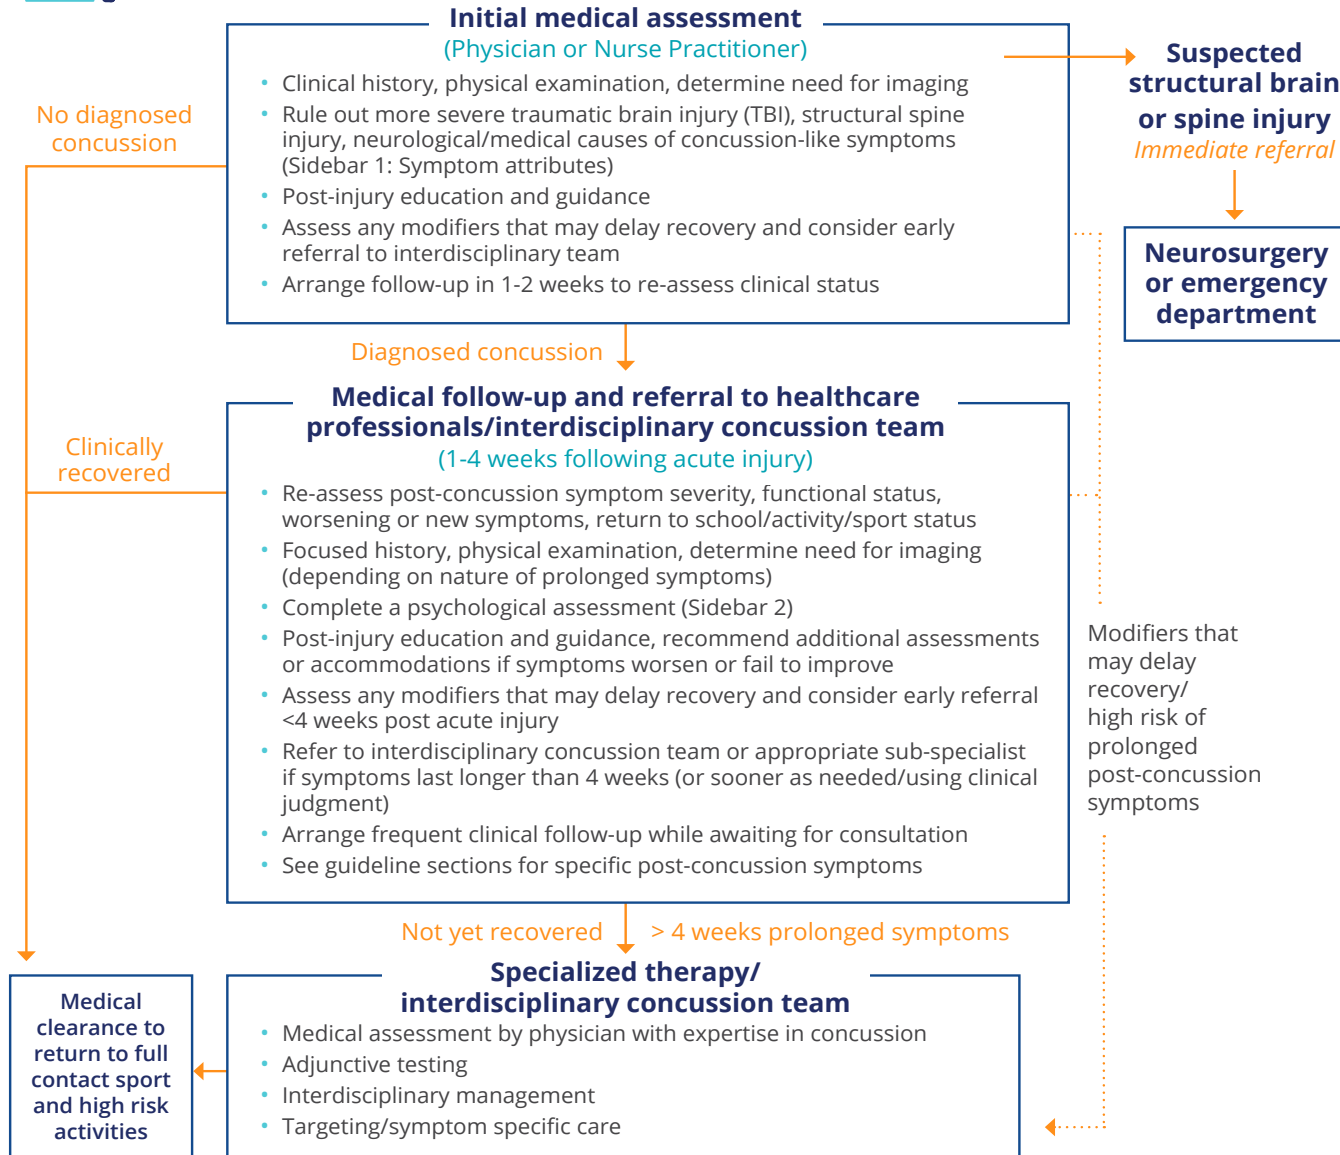 Initial medical assessment
(Physician or Nurse Practitioner)
• Clinical history, physical examination, determine need for imaging
• Rule out more severe traumatic brain injury (TBI), structural spine
injury, neurological/medical causes of concussion-like symptoms
(Sidebar 1: Symptom attributes)
• Post-injury education and guidance
• Assess any modifiers that may delay recovery and consider early
referral to interdisciplinary team
• Arrange follow-up in 1-2 weeks to re-assess clinical status
Suspected
structural brain
or spine injury
Immediate referral
Neurosurgery
or emergency
department
No diagnosed
concussion
Diagnosed concussion
Medical follow-up and referral to healthcare
professionals/interdisciplinary concussion team
(1-4 weeks following acute injury)
• Re-assess post-concussion symptom severity, functional status,
worsening or new symptoms, return to school/activity/sport status
• Focused history, physical examination, determine need for imaging
(depending on nature of prolonged symptoms)
• Complete a psychological assessment (Sidebar 2)
• Post-injury education and guidance, recommend additional assessments
or accommodations if symptoms worsen or fail to improve
• Assess any modifiers that may delay recovery and consider early referral
<4 weeks post acute injury
• Refer to interdisciplinary concussion team or appropriate sub-specialist
if symptoms last longer than 4 weeks (or sooner as needed/using clinical
judgment)
• Arrange frequent clinical follow-up while awaiting for consultation
• See guideline sections for specific post-concussion symptoms
Clinically
recovered
Modifiers that
may delay
recovery/
high risk of
prolonged
post-concussion
symptoms
Not yet recovered
> 4 weeks prolonged symptoms
Specialized therapy/
interdisciplinary concussion team
• Medical assessment by physician with expertise in concussion
• Adjunctive testing
• Interdisciplinary management
• Targeting/symptom specific care
Medical
clearance to
return to full
contact sport
and high risk
activities